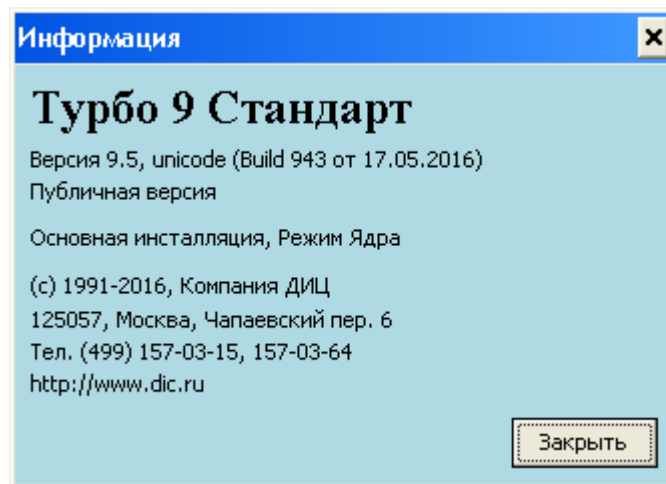 Информация
Турбо 9 Стандарт
Версия 9.5, unicode (Build 943 от 17.05.2016)
Публичная версия
Основная инсталляция, Режим Ядра
(c) 1991-2016, Компания ДИЦ
125057, Москва, Чапаевский пер. 6
Тел. (499) 157-03-15, 157-03-64
http://www.dic.ru
Закрыть